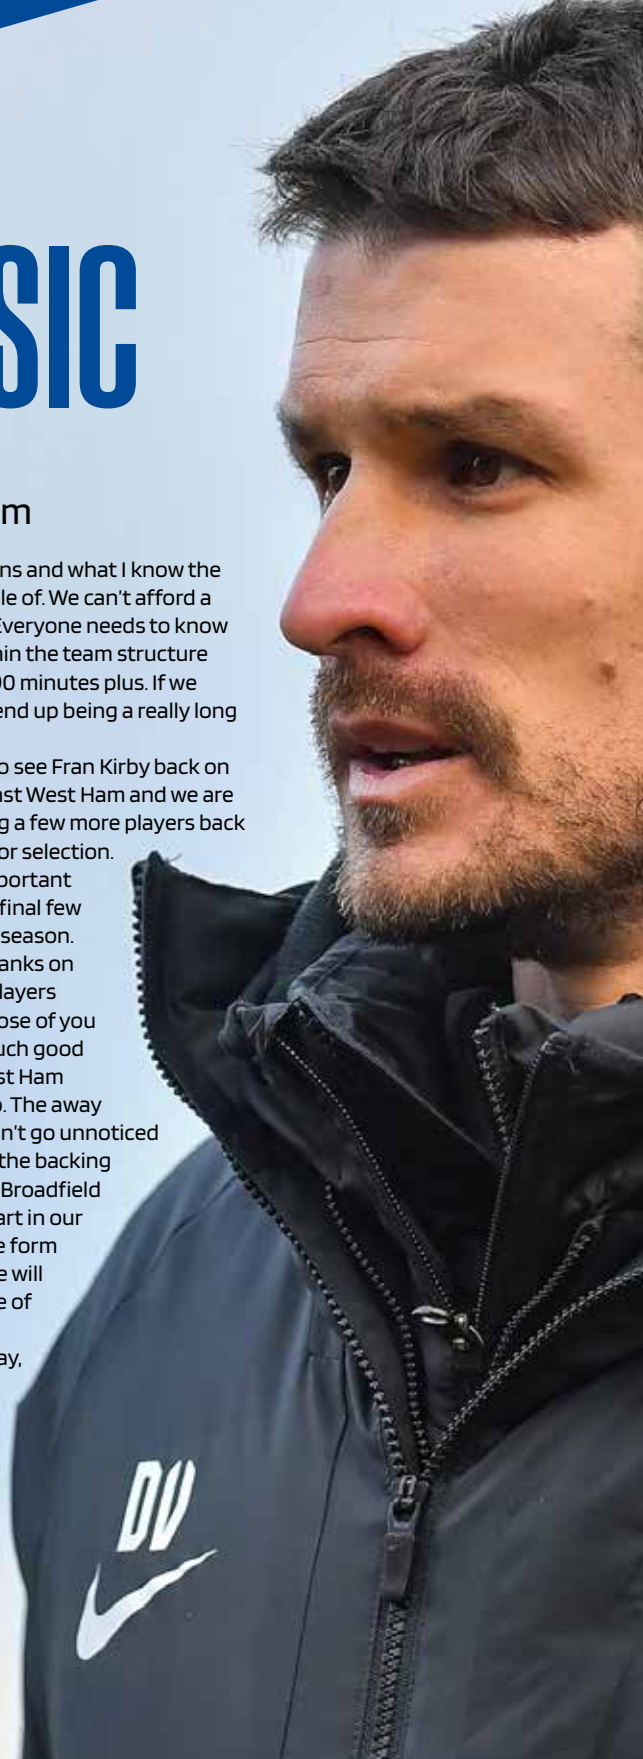 SIC
m
ns and what I know the
le of. We can't afford a
Everyone needs to know
hin the team structure
90 minutes plus. If we
end up being a really long
o see Fran Kirby back on
nst West Ham and we are
g a few more players back
or selection.
portant
final few
season.
anks on
layers
ose of you
uch good
st Ham
o. The away
n't go unnoticed
the backing
Broadfield
art in our
e form
e will
e of
ay,
DV